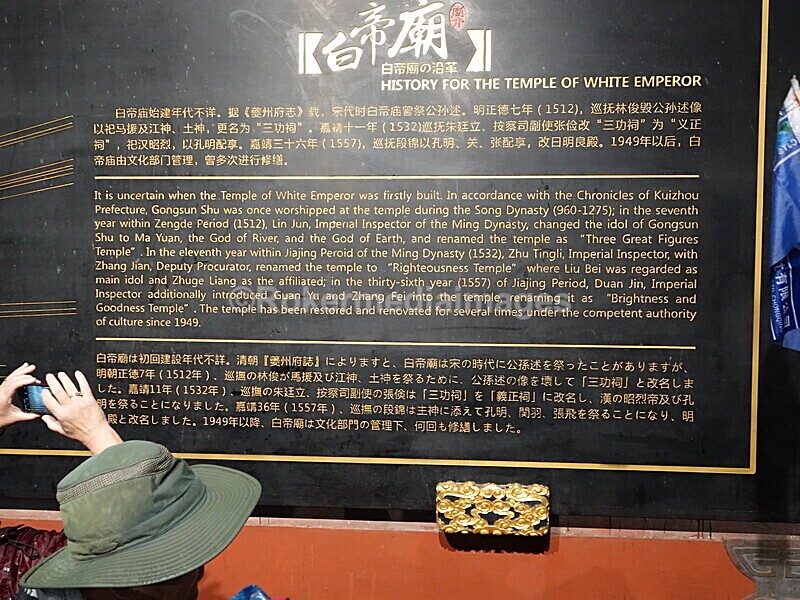 白帝廟
白帝廟の沿革
HISTORY FOR THE TEMPLE OF WHITE EMPEROR
白帝庙始建年代不详。据《夔州府志》载，宋代时白帝庙曾祭公孙述。明正德七年（1512），巡抚林俊毁公孙述像
以祀马援及江神、土神，更名为“三功祠”。嘉靖十一年（1532)巡抚朱廷立、按察司副使张俭改“三功祠”为“义正
祠”，祀汉昭烈，以孔明配享。嘉靖三十六年（1557），巡抚段锦以孔明、关、张配享，改曰明良殿。1949年以后，白
帝庙由文化部门管理，曾多次进行修缮。
It is uncertain when the Temple of White Emperor was firstly built. In accordance with the Chronicles of Kuizhou
Prefecture, Gongsun Shu was once worshipped at the temple during the Song Dynasty (960-1275); in the seventh
year within Zengde Period (1512), Lin Jun, Imperial Inspector of the Ming Dynasty, changed the idol of Gongsun
Shu to Ma Yuan, the God of River, and the God of Earth, and renamed the temple as “Three Great Figures
Temple”. In the eleventh year within Jiajing Peroid of the Ming Dynasty (1532), Zhu Tingli, Imperial Inspector, with
Zhang Jian, Deputy Procurator, renamed the temple to “Righteousness Temple” where Liu Bei was regarded as
main idol and Zhuge Liang as the affiliated; in the thirty-sixth year (1557) of Jiajing Period, Duan Jin, Imperial
Inspector additionally introduced Guan Yu and Zhang Fei into the temple, renaming it as “Brightness and
Goodness Temple”. The temple has been restored and renovated for several times under the competent authority
of culture since 1949.
白帝廟は初回建設年代不詳。清朝『夔州府誌』によりますと、白帝廟は宋の時代に公孫述を祭ったことがありますが、
明朝正德7年（1512年）、巡撫の林俊が馬援及び江神、土神を祭るために、公孫述の像を壊して「三功祠」と改名しま
した。嘉靖11年（1532年）、巡撫の朱廷立、按察司副使の張倹は「三功祠」を「義正祠」に改名し、漢の昭烈帝及び孔
明を祭ることになりました。嘉靖36年（1557年）、巡撫の段錦は主神に添えて孔明、関羽、張飛を祭ることになり、明
殿と改名しました。1949年以降、白帝廟は文化部門の管理下、何回も修繕しました。
有限公司